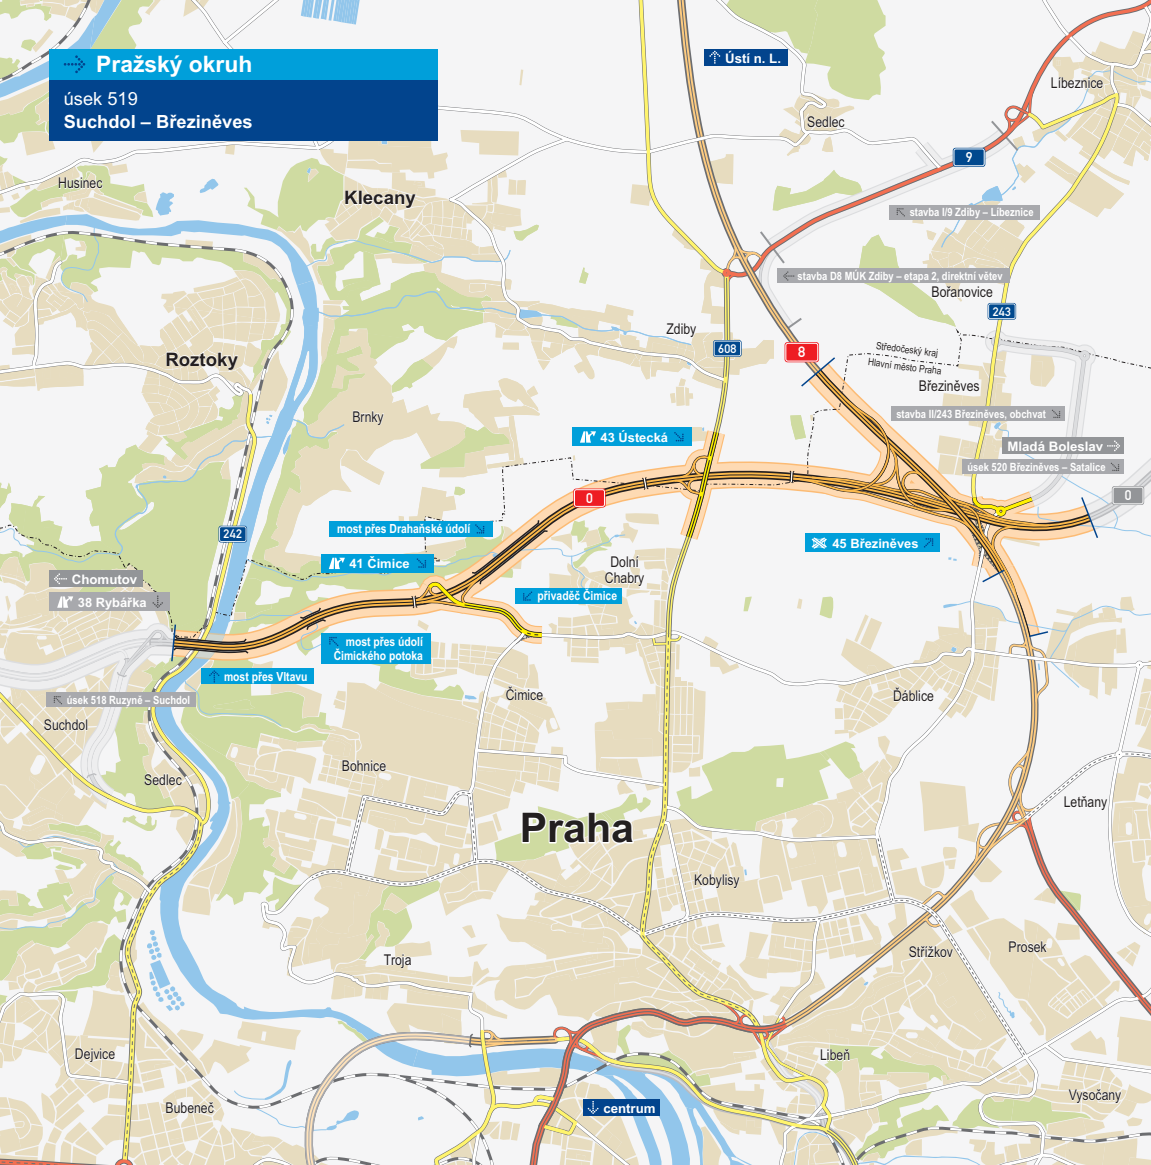 Pražský okruh
úsek 519
Suchdol – Březiněves
Ústí n. L.
Líbeznice
Sedlec
9
Husinec
Klecany
stavba I/9 Zdiby – Líbeznice
stavba D8 MÚK Zdiby – etapa 2, direktní větev
Bořanovice
243
Zdiby
608
8
Středočeský kraj
Hlavní město Praha
Roztoky
Březiněves
Brnky
stavba II/243 Březiněves, obchvat
43 Ústecká
Mladá Boleslav
úsek 520 Březiněves – Satalice
0
0
most přes Drahaňské údolí
242
45 Březiněves
41 Čimice
Dolní
Chabry
Chomutov
38 Rybářka
přivaděč Čimice
most přes údolí
Čimického potoka
most přes Vltavu
úsek 518 Ruzyně – Suchdol
Čimice
Ďáblice
Suchdol
Bohnice
Sedlec
Letňany
Praha
Kobylisy
Troja
Střížkov
Prosek
Dejvice
Libeň
Vysočany
Bubeneč
centrum